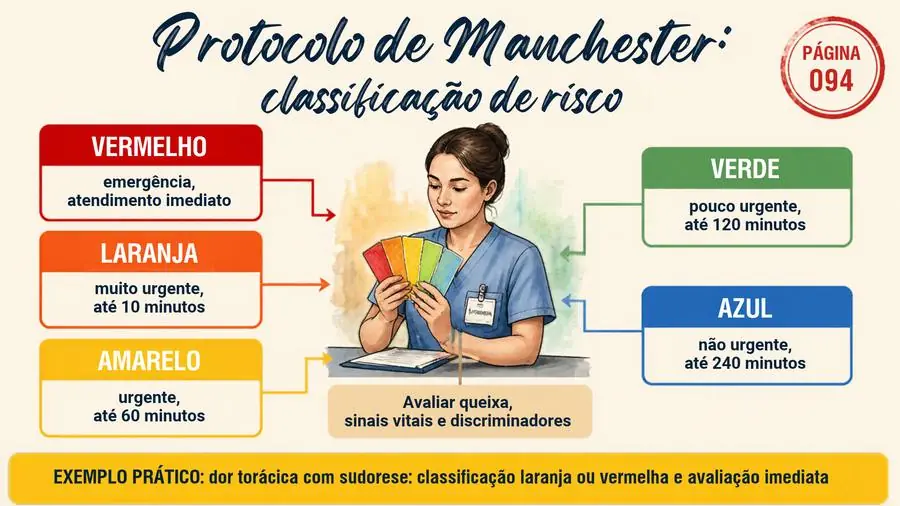 Protocolo de Manchester:
classificação de risco
PÁGINA
094
VERMELHO
emergência,
atendimento imediato
LARANJA
muito urgente,
até 10 minutos
AMARELO
urgente,
até 60 minutos
VERDE
pouco urgente,
até 120 minutos
AZUL
não urgente,
até 240 minutos
Avaliar queixa,
sinais vitais e discriminadores
EXEMPLO PRÁTICO: dor torácica com sudorese: classificação laranja ou vermelha e avaliação imediata